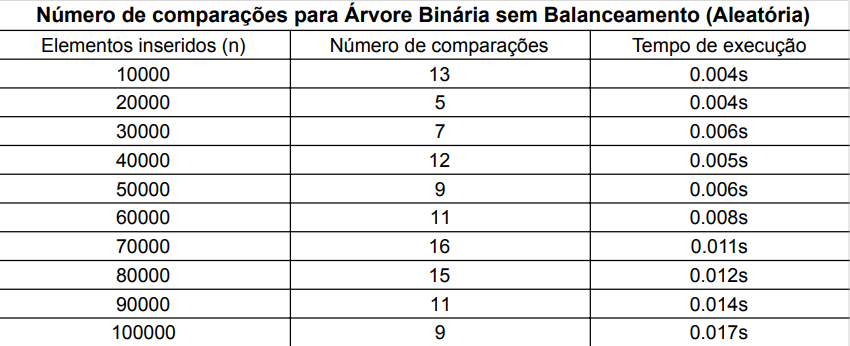 Número de comparações para Árvore Binária sem Balanceamento (Aleatória)
Elementos inseridos (n) Número de comparações Tempo de execução
10000 13 0.004s
20000 5 0.004s
30000 7 0.006s
40000 12 0.005s
50000 9 0.006s
60000 11 0.008s
70000 16 0.011s
80000 15 0.012s
90000 11 0.014s
100000 9 0.017s